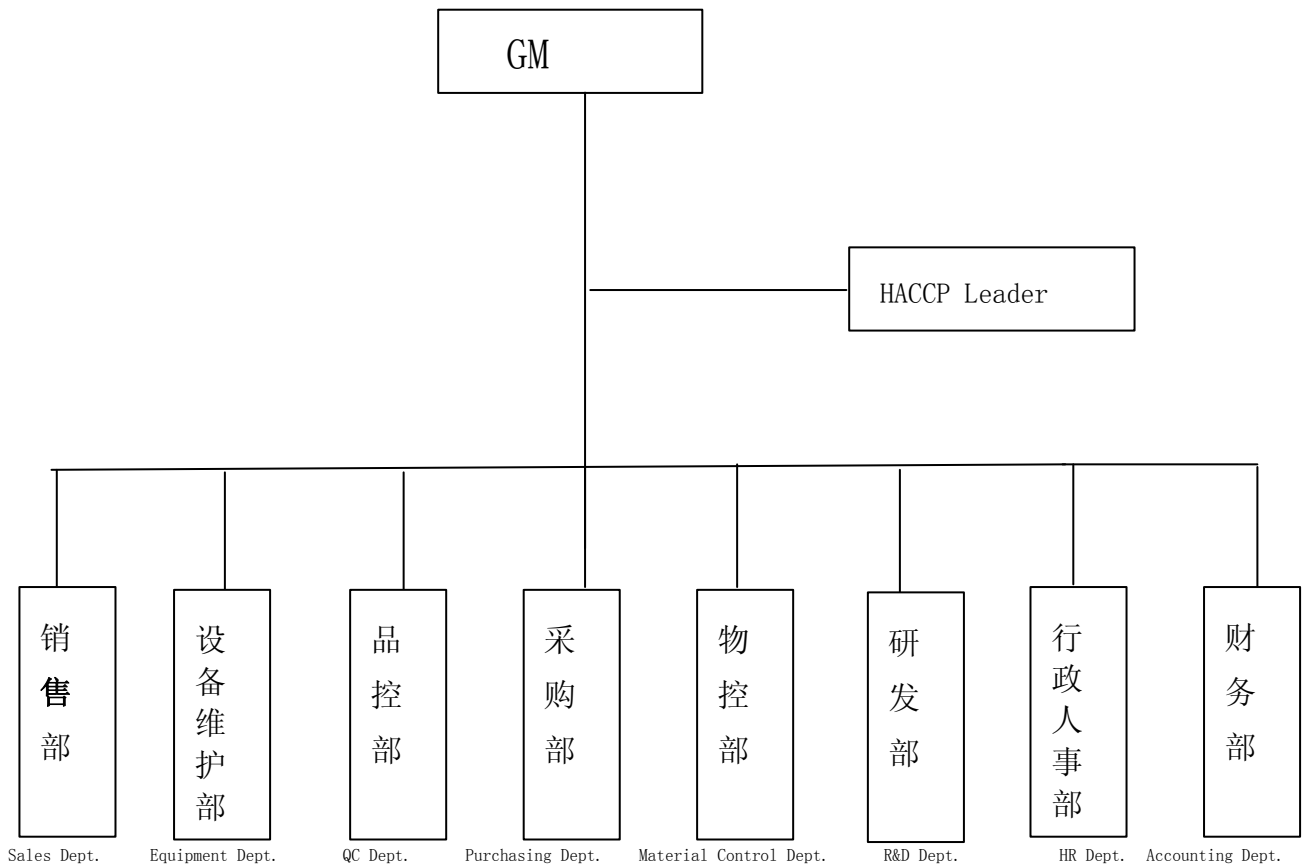 GM
HACCP Leader
销售部
设备维护部
品控部
采购部
物控部
研发部
行政人事部
财务部
Sales Dept.
Equipment Dept.
QC Dept.
Purchasing Dept.
Material Control Dept.
R&D Dept.
HR Dept.
Accounting Dept.